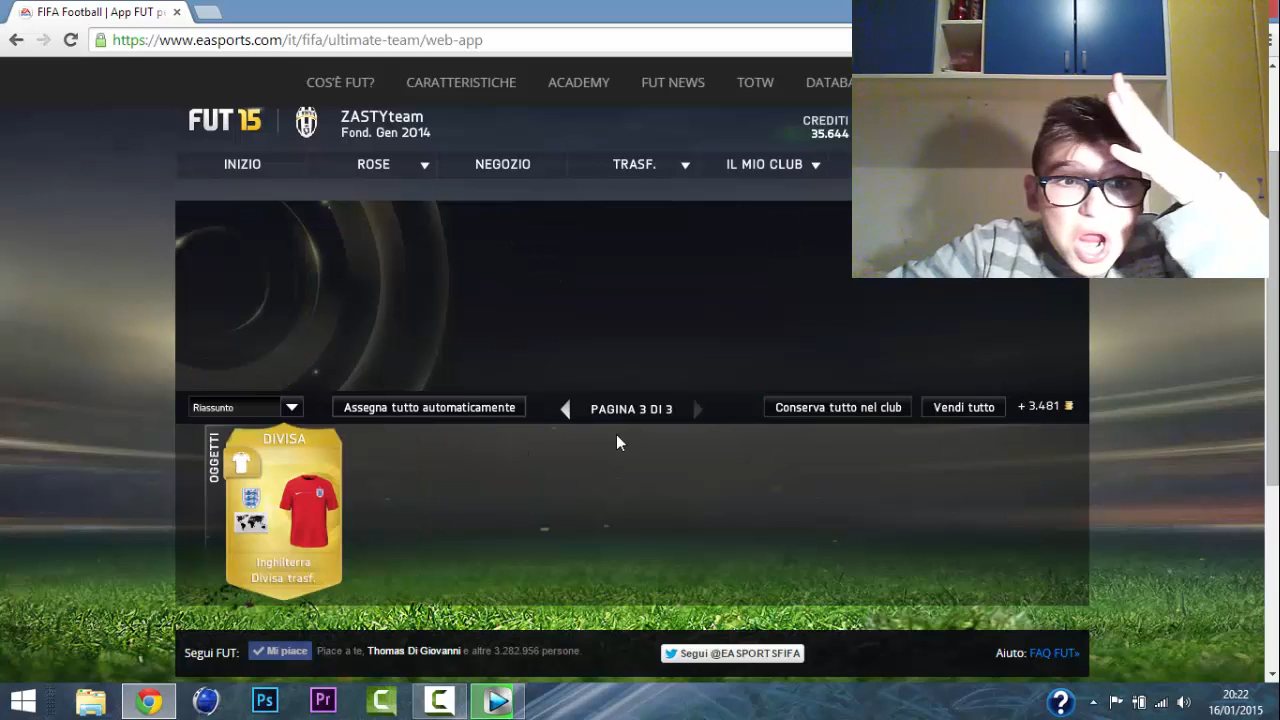 FIFA Football | App FUT p
https://www.easports.com/it/fifa/ultimate-team/web-app
COS'È FUT? CARATTERISTICHE ACADEMY FUT NEWS TOTW DATABA
FUT 15
ZASTYteam
Fond. Gen 2014
CREDITI
35.644
INIZIO ROSE NEGOZIO TRASF. IL MIO CLUB
Riassunto Assegna tutto automaticamente PAGINA 3 DI 3 Conserva tutto nel club Vendi tutto + 3.481
OGGETTI
DIVISA
Inghilterra
Divisa trasf.
Segui FUT: Mi piace Piace a te, Thomas Di Giovanni e altre 3.282.956 persone. Segui @EASPORTSFIFA Aiuto: FAQ FUT»
Ps Pr
20:22
16/01/2015